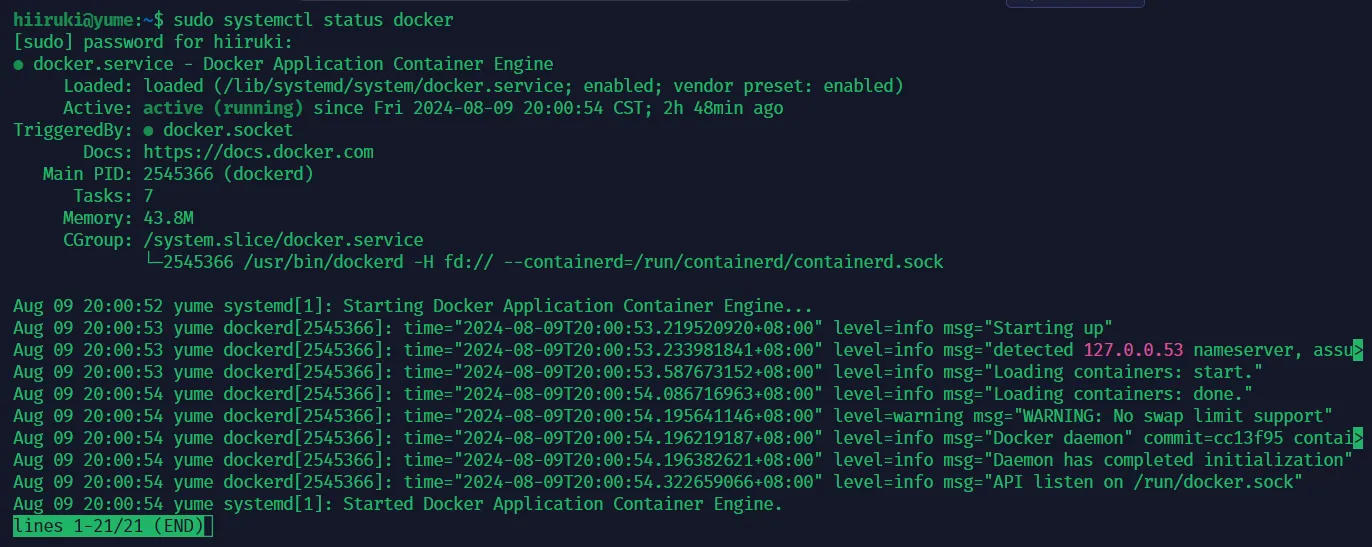 hiiruki@yume:~$ sudo systemctl status docker
[sudo] password for hiiruki:
● docker.service - Docker Application Container Engine
     Loaded: loaded (/lib/systemd/system/docker.service; enabled; vendor preset: enabled)
     Active: active (running) since Fri 2024-08-09 20:00:54 CST; 2h 48min ago
TriggeredBy: ● docker.socket
       Docs: https://docs.docker.com
   Main PID: 2545366 (dockerd)
      Tasks: 7
     Memory: 43.8M
     CGroup: /system.slice/docker.service
             └─2545366 /usr/bin/dockerd -H fd:// --containerd=/run/containerd/containerd.sock

Aug 09 20:00:52 yume systemd[1]: Starting Docker Application Container Engine...
Aug 09 20:00:53 yume dockerd[2545366]: time="2024-08-09T20:00:53.219520920+08:00" level=info msg="Starting up"
Aug 09 20:00:53 yume dockerd[2545366]: time="2024-08-09T20:00:53.233981841+08:00" level=info msg="detected 127.0.0.53 nameserver, assu>
Aug 09 20:00:53 yume dockerd[2545366]: time="2024-08-09T20:00:53.587673152+08:00" level=info msg="Loading containers: start."
Aug 09 20:00:54 yume dockerd[2545366]: time="2024-08-09T20:00:54.086716963+08:00" level=info msg="Loading containers: done."
Aug 09 20:00:54 yume dockerd[2545366]: time="2024-08-09T20:00:54.195641146+08:00" level=warning msg="WARNING: No swap limit support"
Aug 09 20:00:54 yume dockerd[2545366]: time="2024-08-09T20:00:54.196219187+08:00" level=info msg="Docker daemon" commit=cc13f95 contai>
Aug 09 20:00:54 yume dockerd[2545366]: time="2024-08-09T20:00:54.196382621+08:00" level=info msg="Daemon has completed initialization"
Aug 09 20:00:54 yume dockerd[2545366]: time="2024-08-09T20:00:54.322659066+08:00" level=info msg="API listen on /run/docker.sock"
Aug 09 20:00:54 yume systemd[1]: Started Docker Application Container Engine.
lines 1-21/21 (END)